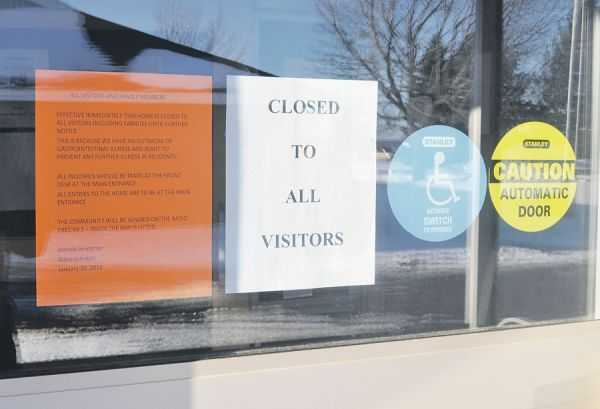 ALL VISITORS AND FAMILY MEMBERS
EFFECTIVE IMMEDIATELY THIS HOME IS CLOSED TO
ALL VISITORS INCLUDING FAMILIES UNTIL FURTHER
NOTICE
THIS IS BECAUSE WE HAVE AN OUTBREAK OF
GASTROINTESTINAL ILLNESS AND WANT TO
PREVENT ANY FURTHER ILLNESS IN RESIDENTS.
ALL INQUIRIES SHOULD BE MADE AT THE FRONT
DESK AT THE MAIN ENTRANCE.
ALL ENTRIES TO THE HOME ARE TO BE AT THE MAIN
ENTRANCE.
THE COMMUNITY WILL BE ADVISED ON THE RADIO
94.1 – WHEN THE BAN IS LIFTED.
Bonnie
Administrator,
January 30, 2012
CLOSED
TO
ALL
VISITORS
STANLEY
ACTIVATE
SWITCH
TO OPERATE
STANLEY
CAUTION
AUTOMATIC
DOOR